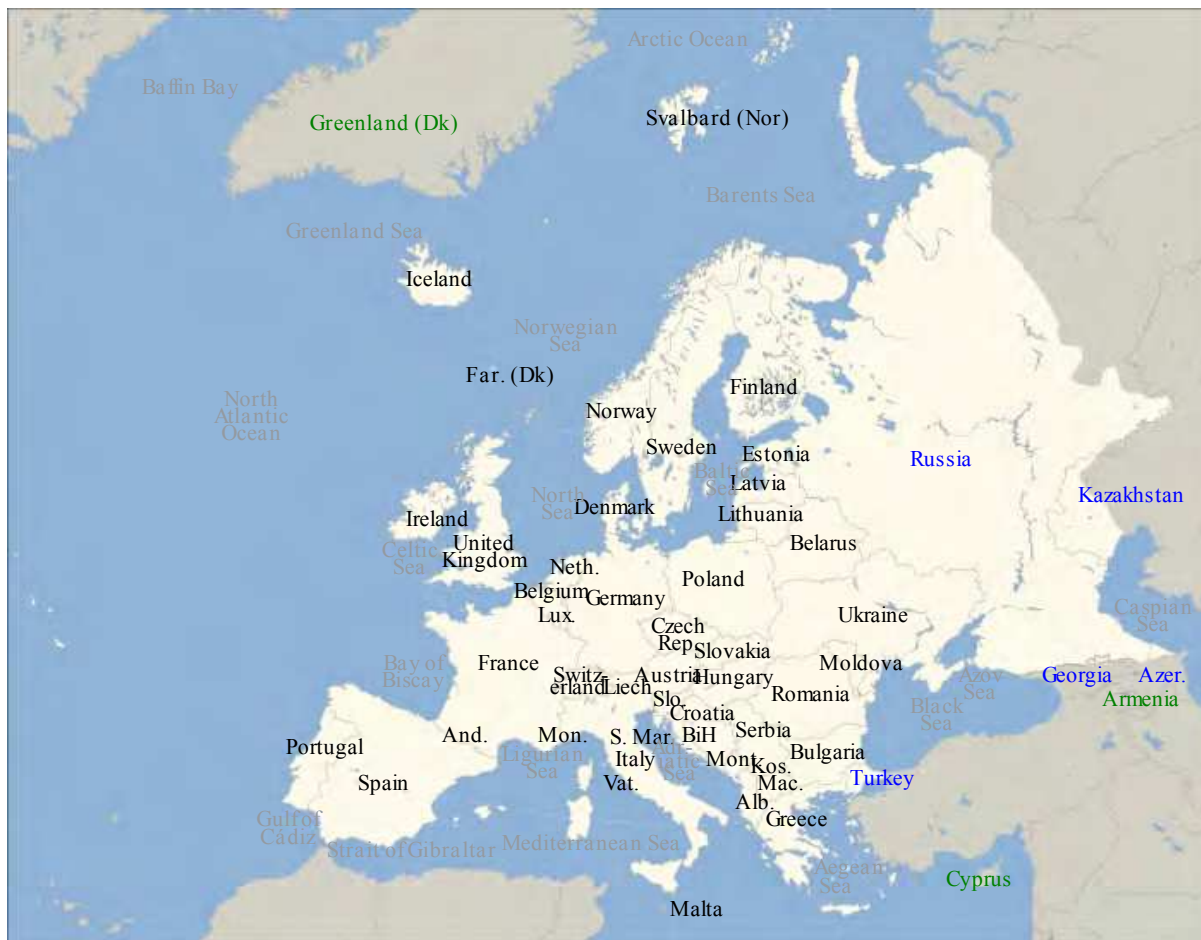 Arctic Ocean
Baffin Bay
Greenland (Dk)
Svalbard (Nor)
Barents Sea
Greenland Sea
Iceland
Norwegian
Sea
Far. (Dk)
Finland
North
Atlantic
Ocean
Norway
Sweden
Estonia
Russia
Baltic
Sea
Latvia
Kazakhstan
North
Sea
Denmark
Lithuania
Ireland
United
Kingdom
Belarus
Celtic
Sea
Neth.
Poland
Belgium
Germany
Lux.
Ukraine
Caspian
Sea
Czech
Rep.
Slovakia
France
Bay of
Biscay
Switz-
erland
Liech
Austria
Hungary
Moldova
Azov
Sea
Georgia
Azer.
Armenia
Slo.
Romania
Croatia
Black
Sea
Portugal
And.
Mon.
S. Mar.
BiH
Serbia
Ligurian
Sea
Italy
Adri-
atic
Sea
Mont.
Bulgaria
Kos.
Spain
Vat.
Mac.
Turkey
Alb.
Greece
Gulf of
Cádiz
Strait of Gibraltar
Mediterranean Sea
Aegean
Sea
Cyprus
Malta